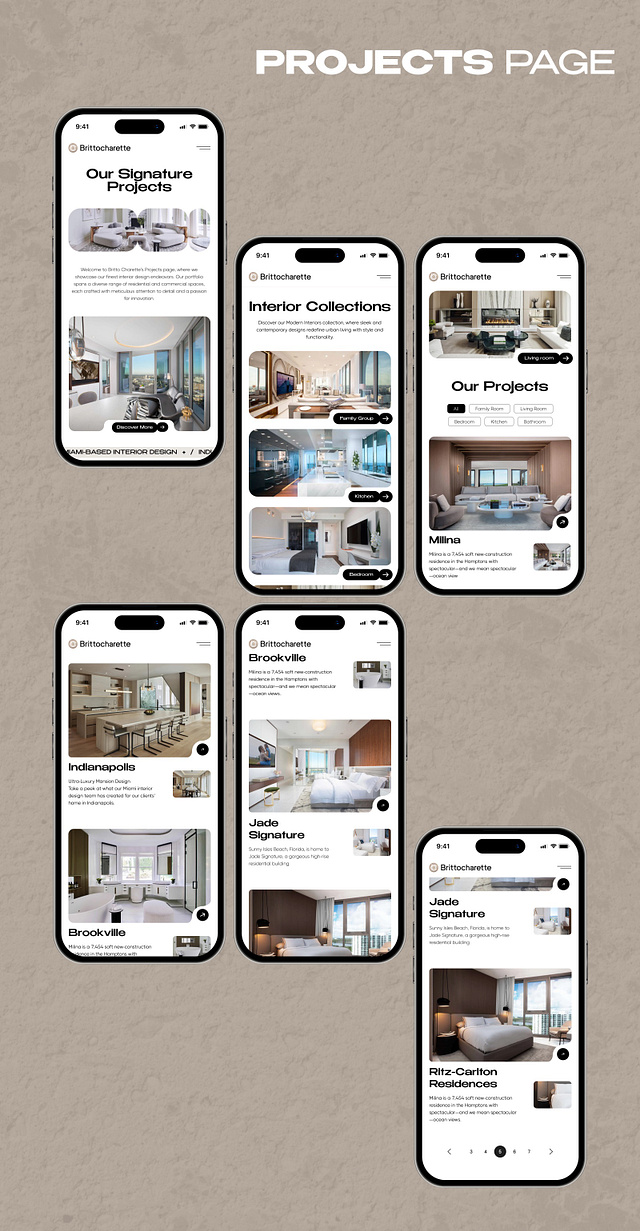 PROJECTS PAGE
9:41
Brittocharette
Our Signature
Projects
Welcome to Britto Charette's Projects page, where we
showcase our finest interior design endeavours. Our portfolio
spans a diverse range of residential and commercial spaces,
each crafted with meticulous attention to detail and a passion
for innovation.
Discover More
IAMI-BASED INTERIOR DESIGN + / INDI
9:41
Brittocharette
Interior Collections
Discover our Modern Interiors collection, where sleek and
contemporary designs redefine urban living with style and
functionality.
Family Group
Kitchen
Bedroom
9:41
Brittocharette
Living room
Our Projects
All
Family Room
Living Room
Bedroom
Kitchen
Bathroom
Milina
Milina is a 7,454 soft new-construction
residence in the Hamptons with
spectacular—and we mean spectacular
—ocean view
9:41
Brittocharette
Indianapolis
Ultra-Luxury Mansion Design
Take a peek at what our Miami interior
design team has created for our clients'
home in Indianapolis.
Brookville
Milina is a 7,454 soft new-construction
residence in the Hamptons with
9:41
Brittocharette
Brookville
Milina is a 7,454 soft new-construction
residence in the Hamptons with
spectacular—and we mean spectacular
—ocean views.
Jade
Signature
Sunny Isles Beach, Florida, is home to
Jade Signature, a gorgeous high-rise
residential building
9:41
Brittocharette
Jade
Signature
Sunny Isles Beach, Florida, is home to
Jade Signature, a gorgeous high-rise
residential building
Ritz-Carlton
Residences
Milina is a 7,454 soft new-construction
residence in the Hamptons with
spectacular—and we mean spectacular
—ocean views.
3 4 5 6 7